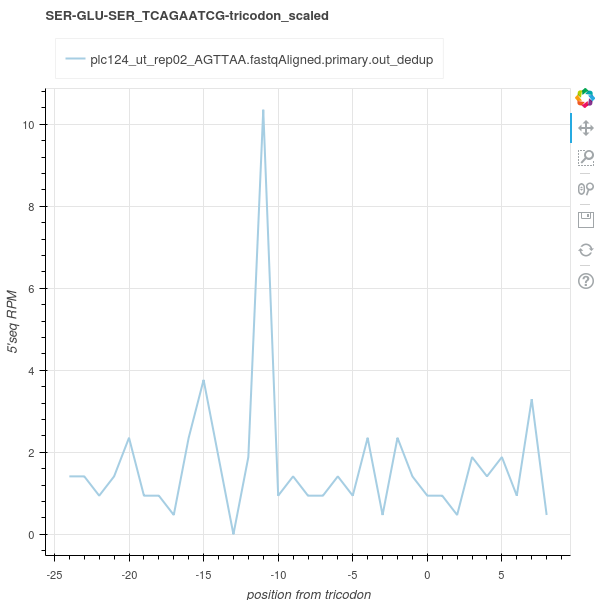 SER-GLU-SER_TCAGAATCG-tricodon_scaled
plc124_ut_rep02_AGTTAA.fastqAligned.primary.out_dedup
10
8
6
4
2
0
5'seq RPM
-25 -20 -15 -10 -5 0 5
position from tricodon